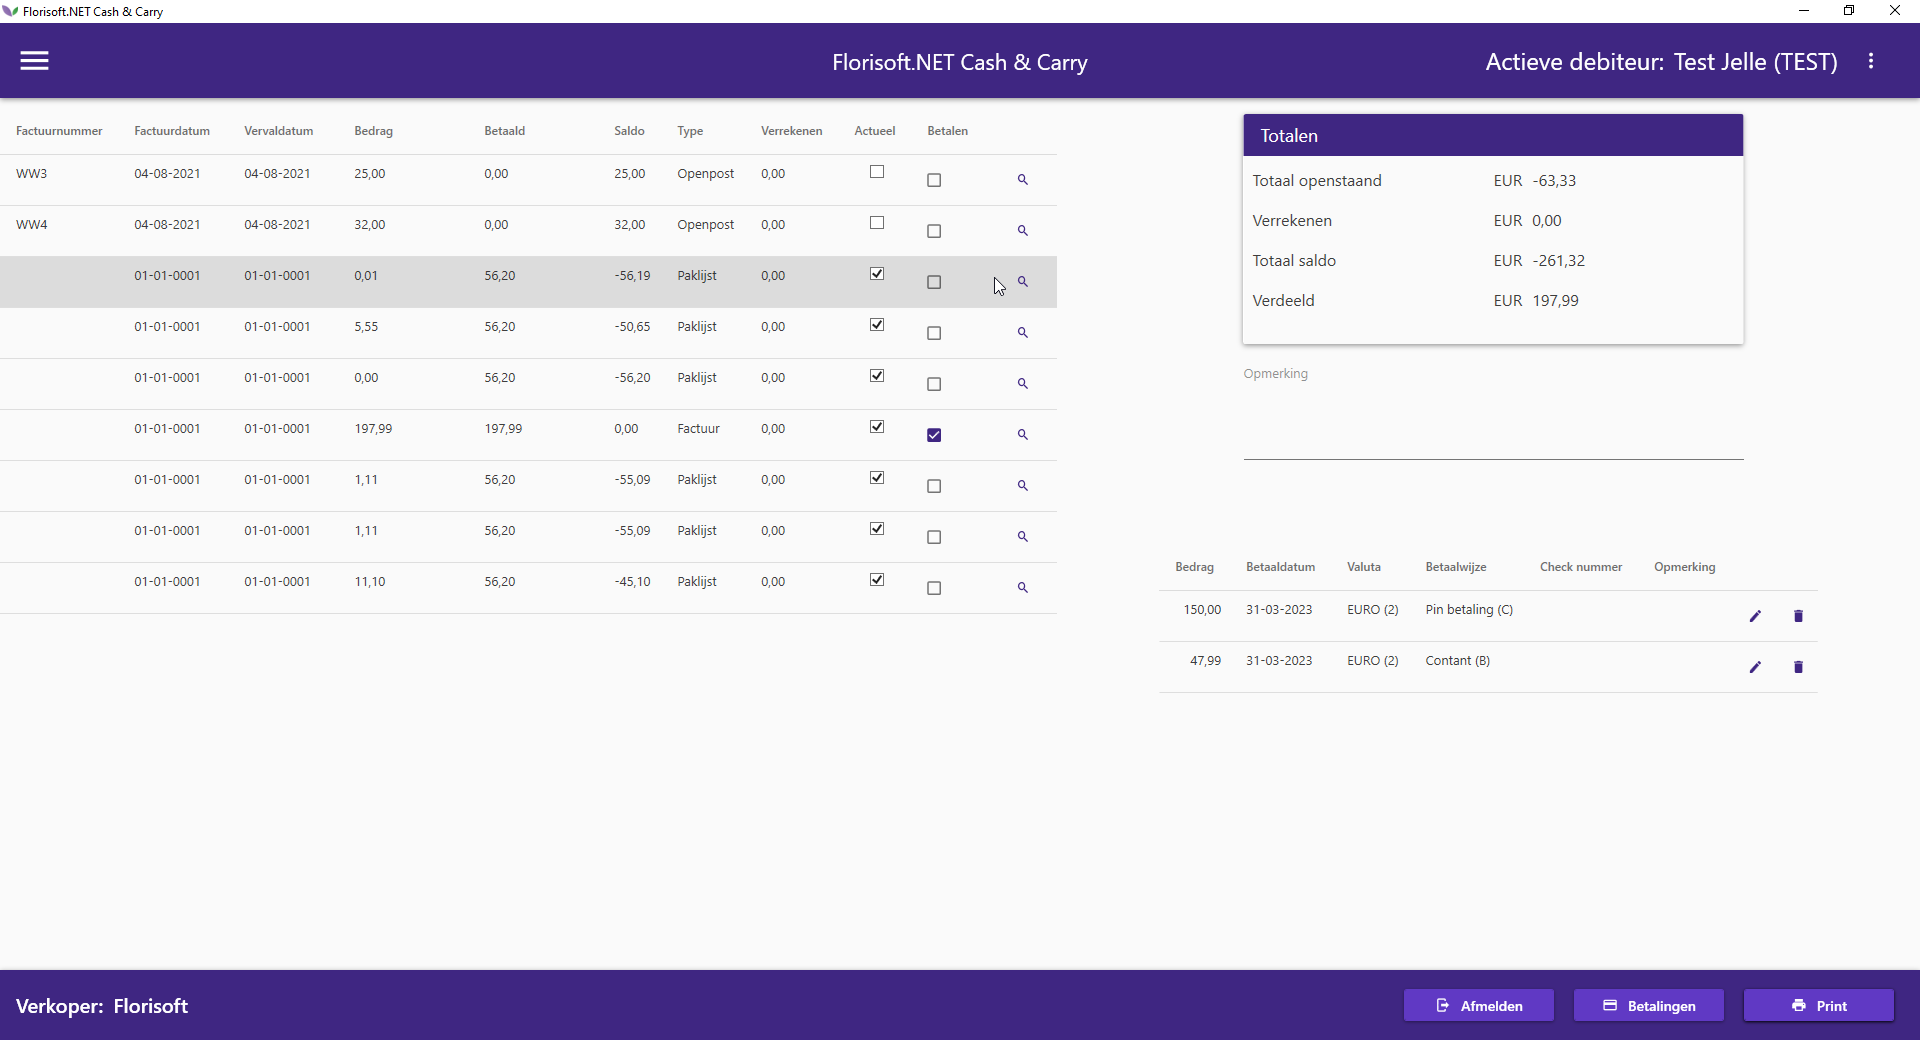 Florisoft.NET Cash & Carry
Florisoft.NET Cash & Carry
Actieve debiteur: Test Jelle (TEST)
Factuurnummer Factuurdatum Vervaldatum Bedrag Betaald Saldo Type Verrekenen Actueel Betalen
WW3 04-08-2021 04-08-2021 25,00 0,00 25,00 Openpost 0,00
WW4 04-08-2021 04-08-2021 32,00 0,00 32,00 Openpost 0,00
01-01-0001 01-01-0001 0,01 56,20 -56,19 Paklijst 0,00
01-01-0001 01-01-0001 5,55 56,20 -50,65 Paklijst 0,00
01-01-0001 01-01-0001 0,00 56,20 -56,20 Paklijst 0,00
01-01-0001 01-01-0001 197,99 197,99 0,00 Factuur 0,00
01-01-0001 01-01-0001 1,11 56,20 -55,09 Paklijst 0,00
01-01-0001 01-01-0001 1,11 56,20 -55,09 Paklijst 0,00
01-01-0001 01-01-0001 11,10 56,20 -45,10 Paklijst 0,00
Totalen
Totaal openstaand EUR -63,33
Verrekenen EUR 0,00
Totaal saldo EUR -261,32
Verdeeld EUR 197,99
Opmerking
Bedrag Betaaldatum Valuta Betaalwijze Check nummer Opmerking
150,00 31-03-2023 EURO (2) Pin betaling (C)
47,99 31-03-2023 EURO (2) Contant (B)
Verkoper: Florisoft
Afmelden
Betalingen
Print